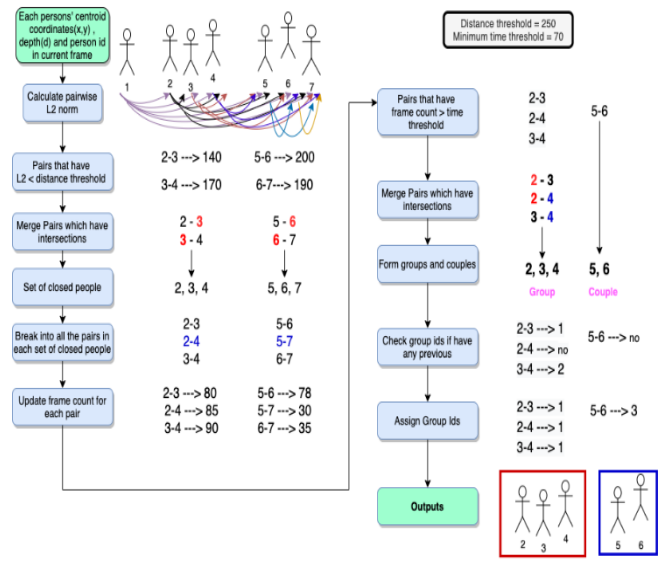 Each persons' centroid
coordinates(x,y) ,
depth(d) and person id
in current frame
1
2
3
4
5
6
7
Calculate pairwise
L2 norm
Pairs that have
L2 < distance threshold
2-3 ---> 140
5-6 ---> 200
3-4 ---> 170
6-7---> 190
Merge Pairs which have
intersections
2 - 3
5 - 6
3 - 4
6 - 7
Set of closed people
2, 3, 4
5, 6, 7
Break into all the pairs in
each set of closed people
2-3
5-6
2-4
5-7
3-4
6-7
Update frame count for
each pair
2-3 ---> 80
5-6 ---> 78
2-4 ---> 85
5-7 ---> 30
3-4 ---> 90
6-7 ---> 35
Distance threshold = 250
Minimum time threshold = 70
Pairs that have
frame count > time
threshold
2-3
2-4
3-4
5-6
Merge Pairs which have
intersections
2 - 3
2 - 4
3 - 4
Form groups and couples
2, 3, 4
5, 6
Group
Couple
Check group ids if have
any previous
2-3 ---> 1
2-4 ---> no
3-4 ---> 2
5-6 ---> no
Assign Group Ids
2-3 ---> 1
2-4 ---> 1
3-4 ---> 1
5-6 ---> 3
Outputs
2
3
4
5
6